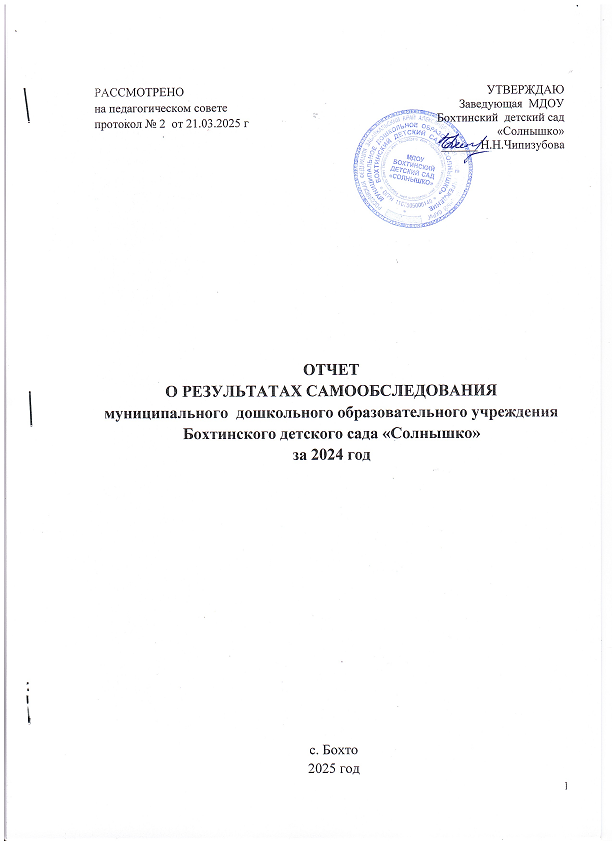 РАССМОТРЕНО
на педагогическом совете
протокол № 2 от 21.03.2025 г
УТВЕРЖДАЮ
Заведующая МДОУ
Бохтинский детский сад
«Солнышко»
Н.Н.Чипизубова
МДОУ
БОХТИНСКИЙ
ДЕТСКИЙ САД
«СОЛНЫШКО»
ОТЧЕТ
О РЕЗУЛЬТАТАХ САМООБСЛЕДОВАНИЯ
муниципального дошкольного образовательного учреждения
Бохтинского детского сада «Солнышко»
за 2024 год
с. Бохто
2025 год
1